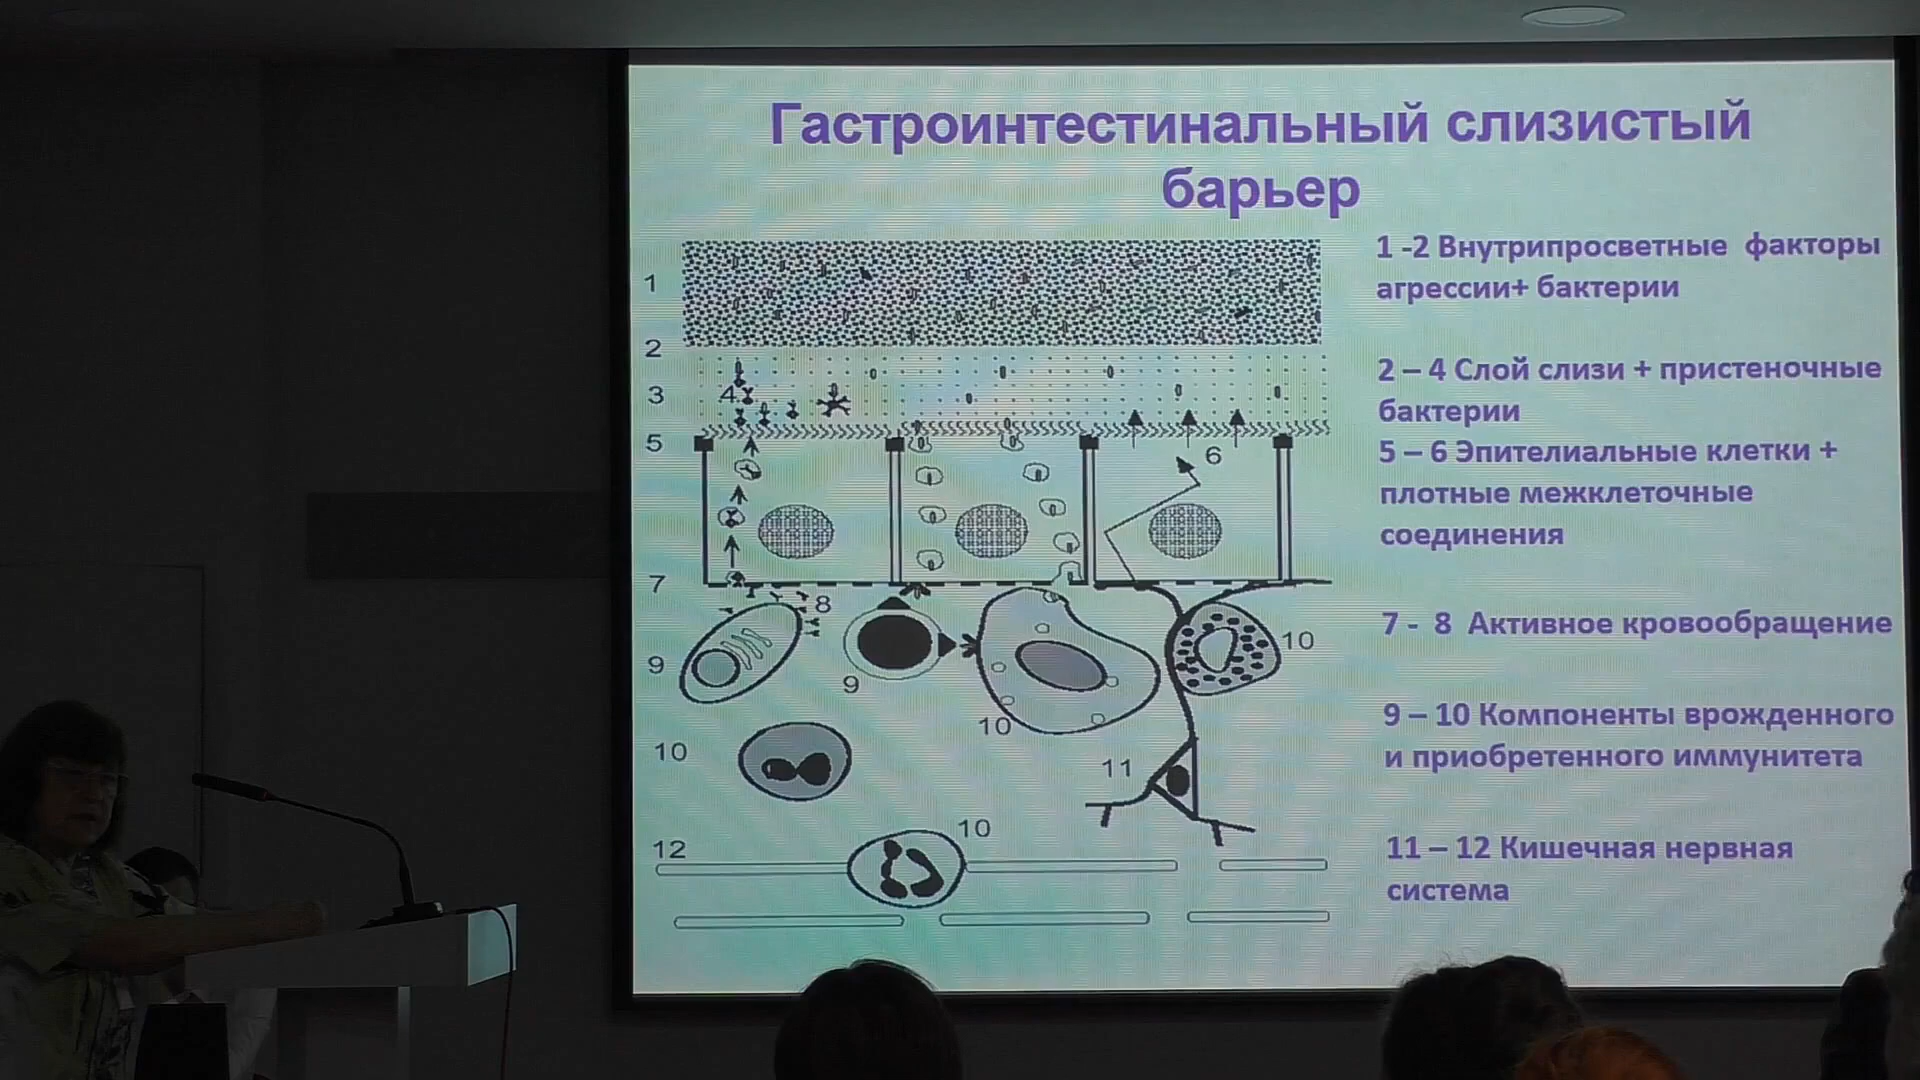 Гастроинтестинальный слизистый
барьер
1
2
3
4
5
6
7
8
9
9
10
10
10
10
11
12
1 -2 Внутрипросветные факторы
агрессии+ бактерии
2 – 4 Слой слизи + пристеночные
бактерии
5 – 6 Эпителиальные клетки +
плотные межклеточные
соединения
7 - 8 Активное кровообращение
9 – 10 Компоненты врожденного
и приобретенного иммунитета
11 – 12 Кишечная нервная
система